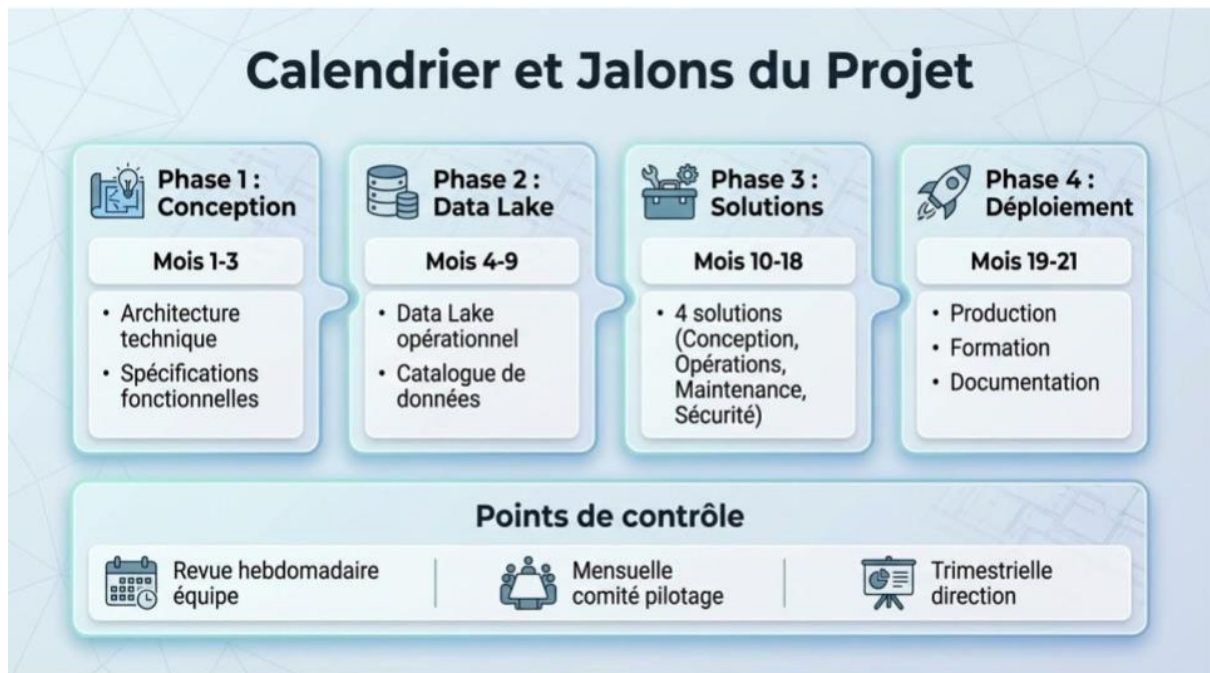 Calendrier et Jalons du Projet
Phase 1 :
Conception
Mois 1-3
• Architecture
technique
• Spécifications
fonctionnelles
Phase 2 :
Data Lake
Mois 4-9
• Data Lake
opérationnel
• Catalogue de
données
Phase 3 :
Solutions
Mois 10-18
• 4 solutions
(Conception,
Opérations,
Maintenance,
Sécurité)
Phase 4 :
Déploiement
Mois 19-21
• Production
• Formation
• Documentation
Points de contrôle
Revue hebdomadaire
équipe
Mensuelle
comité pilotage
Trimestrielle
direction